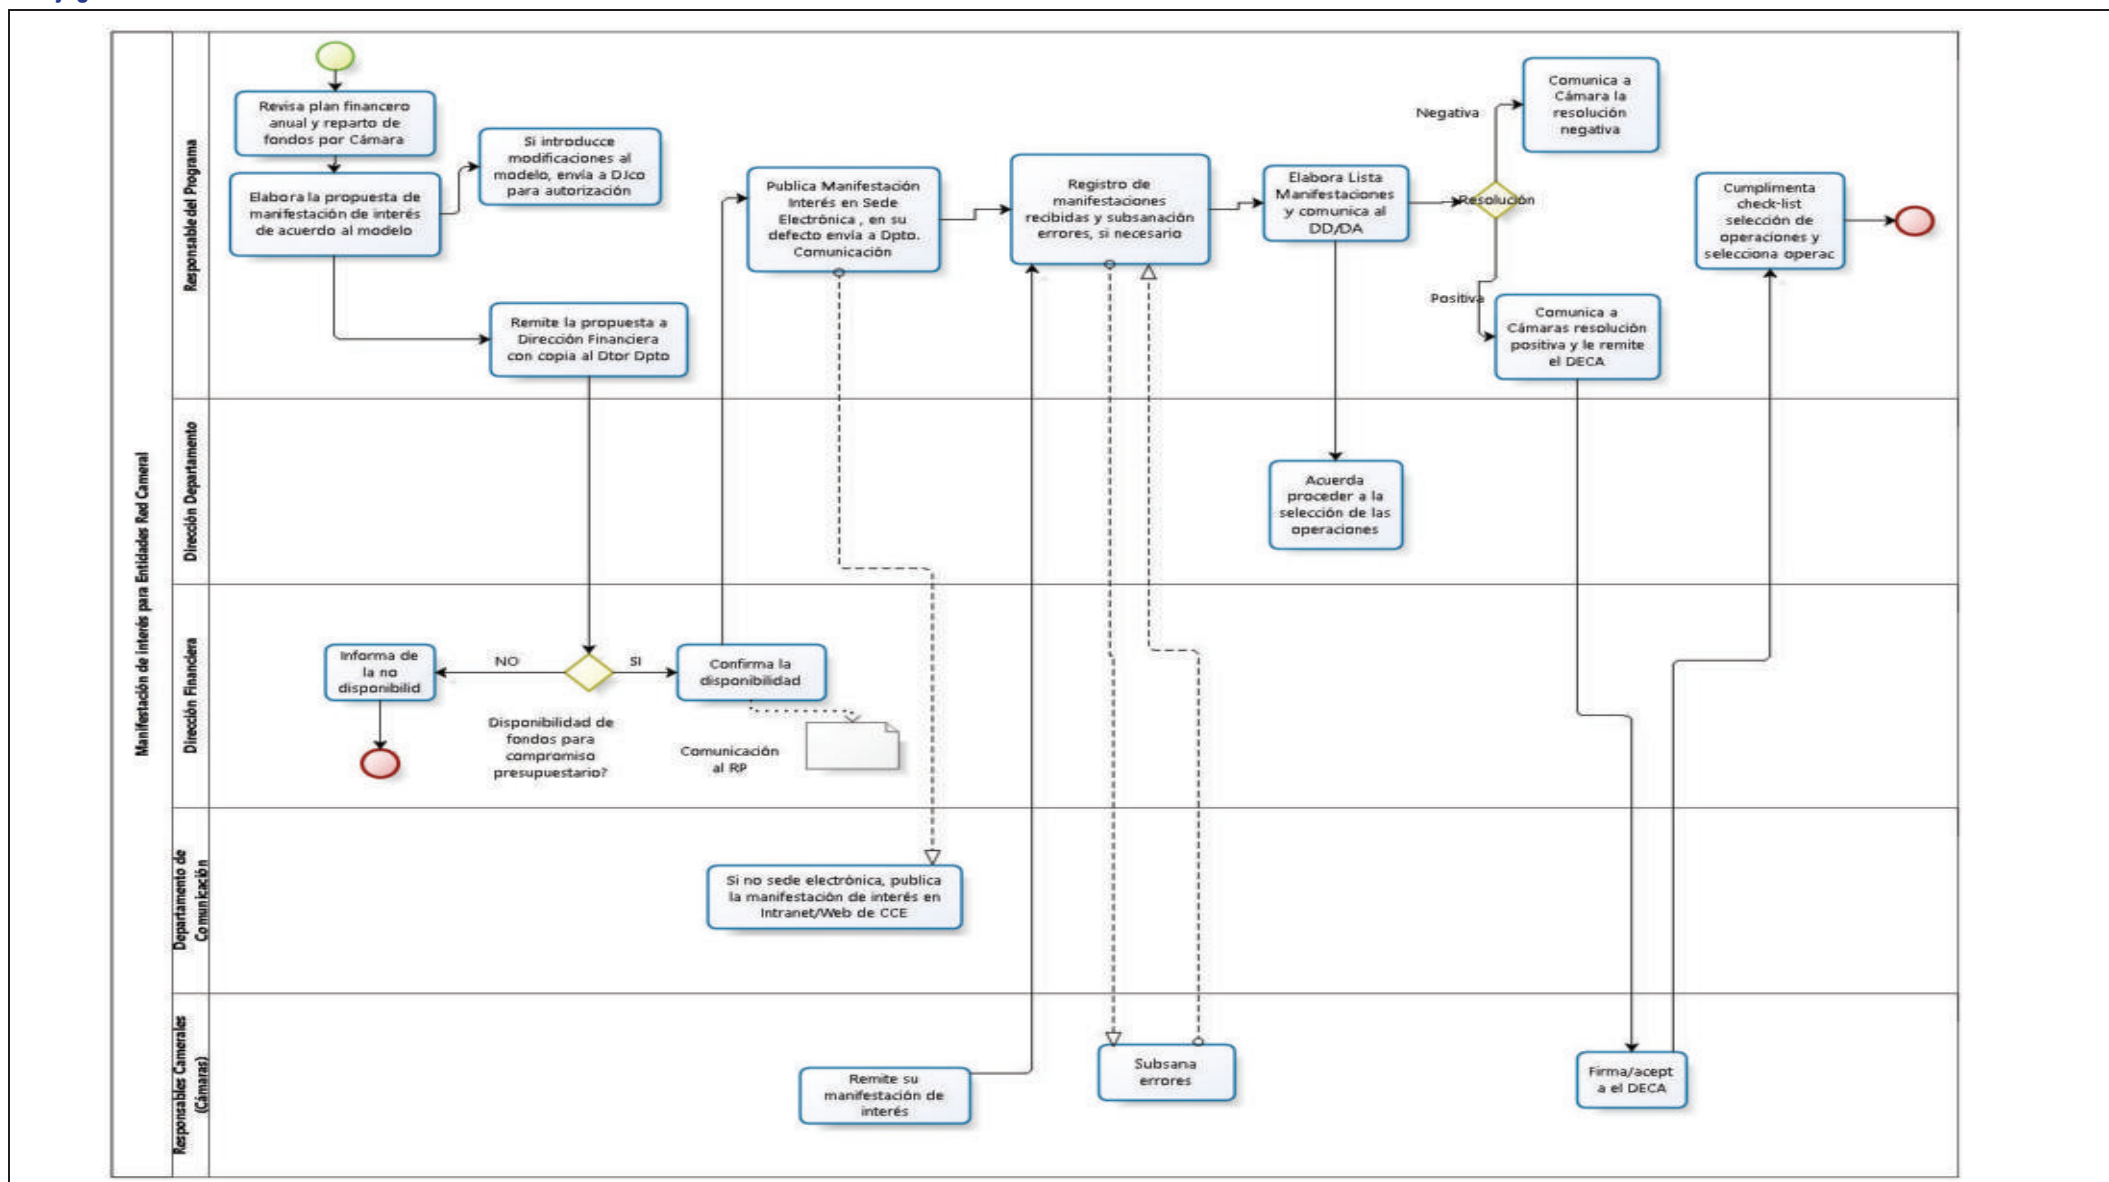 Manifestación de interés para Entidades Red Cameral
Responsable del Programa
Revisa plan financero
anual y reparto de
fondos por Cámara
Elabora la propuesta de
manifestación de interés
de acuerdo al modelo
Si introducce
modificaciones al
modelo, envía a DJco
para autorización
Remite la propuesta a
Dirección Financiera
con copia al Dtor Dpto
Publica Manifestación
Interés en Sede
Electrónica , en su
defecto envía a Dpto.
Comunicación
Registro de
manifestaciones
recibidas y subsanación
errores, si necesario
Elabora Lista
Manifestaciones
y comunica al
DD/DA
Resolución
Negativa
Comunica a
Cámara la
resolución
negativa
Positiva
Comunica a
Cámaras resolución
positiva y le remite
el DECA
Cumplimenta
check-list
selección de
operaciones y
selecciona operac
Dirección Departamento
Acuerda
proceder a la
selección de las
operaciones
Dirección Financiera
Informa de
la no
disponibilid
NO
SI
Disponibilidad de
fondos para
compromiso
presupuestario?
Confirma la
disponibilidad
Comunicación
al RP
Departamento de
Comunicación
Si no sede electrónica, publica
la manifestación de interés en
Intranet/Web de CCE
Responsables Camerales
(Cámaras)
Remite su
manifestación de
interés
Subsana
errores
Firma/acept
a el DECA